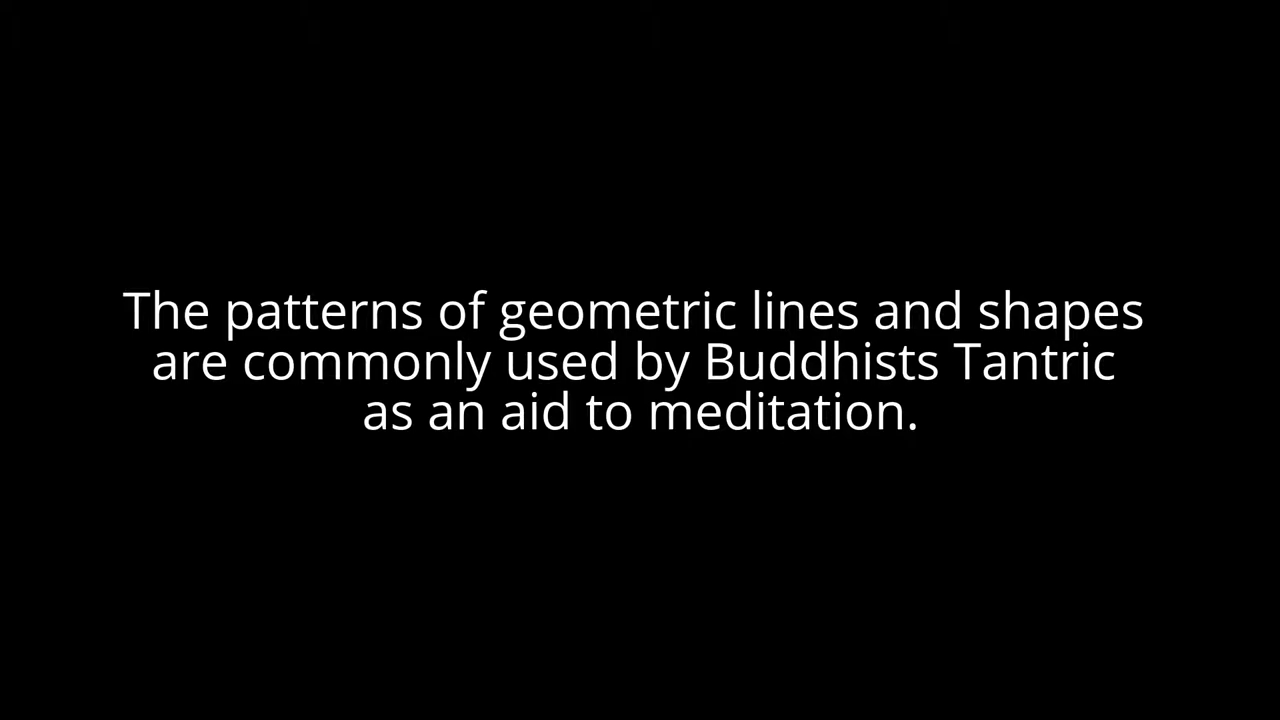 The patterns of geometric lines and shapes
are commonly used by Buddhists Tantric
as an aid to meditation.